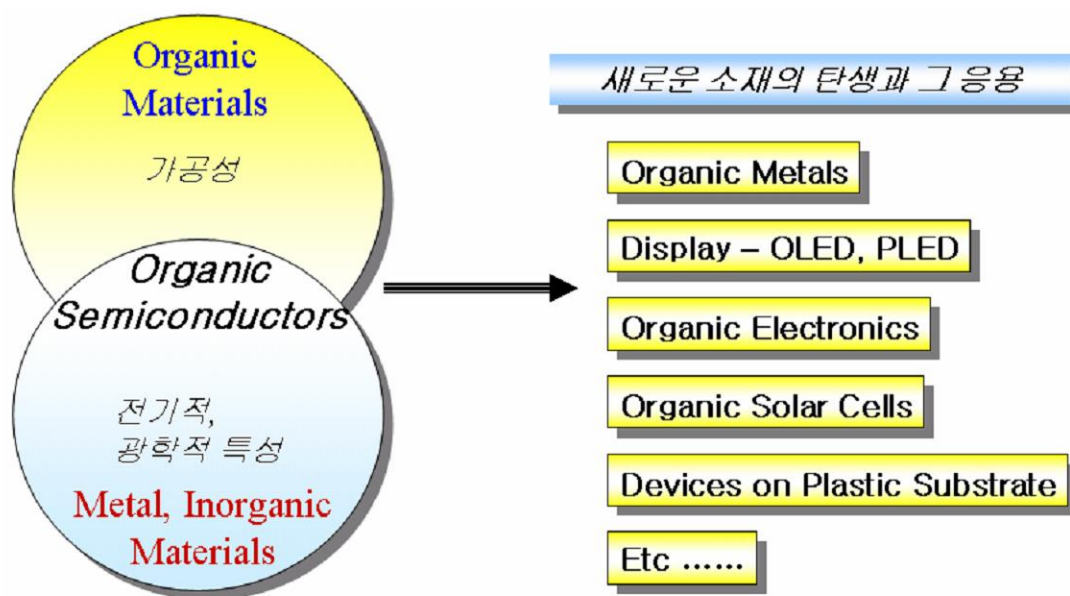 Organic
Materials
가공성
Organic
Semiconductors
전기적,
광학적 특성
Metal, Inorganic
Materials
새로운 소재의 탄생과 그 응용
Organic Metals
Display – OLED, PLED
Organic Electronics
Organic Solar Cells
Devices on Plastic Substrate
Etc ......